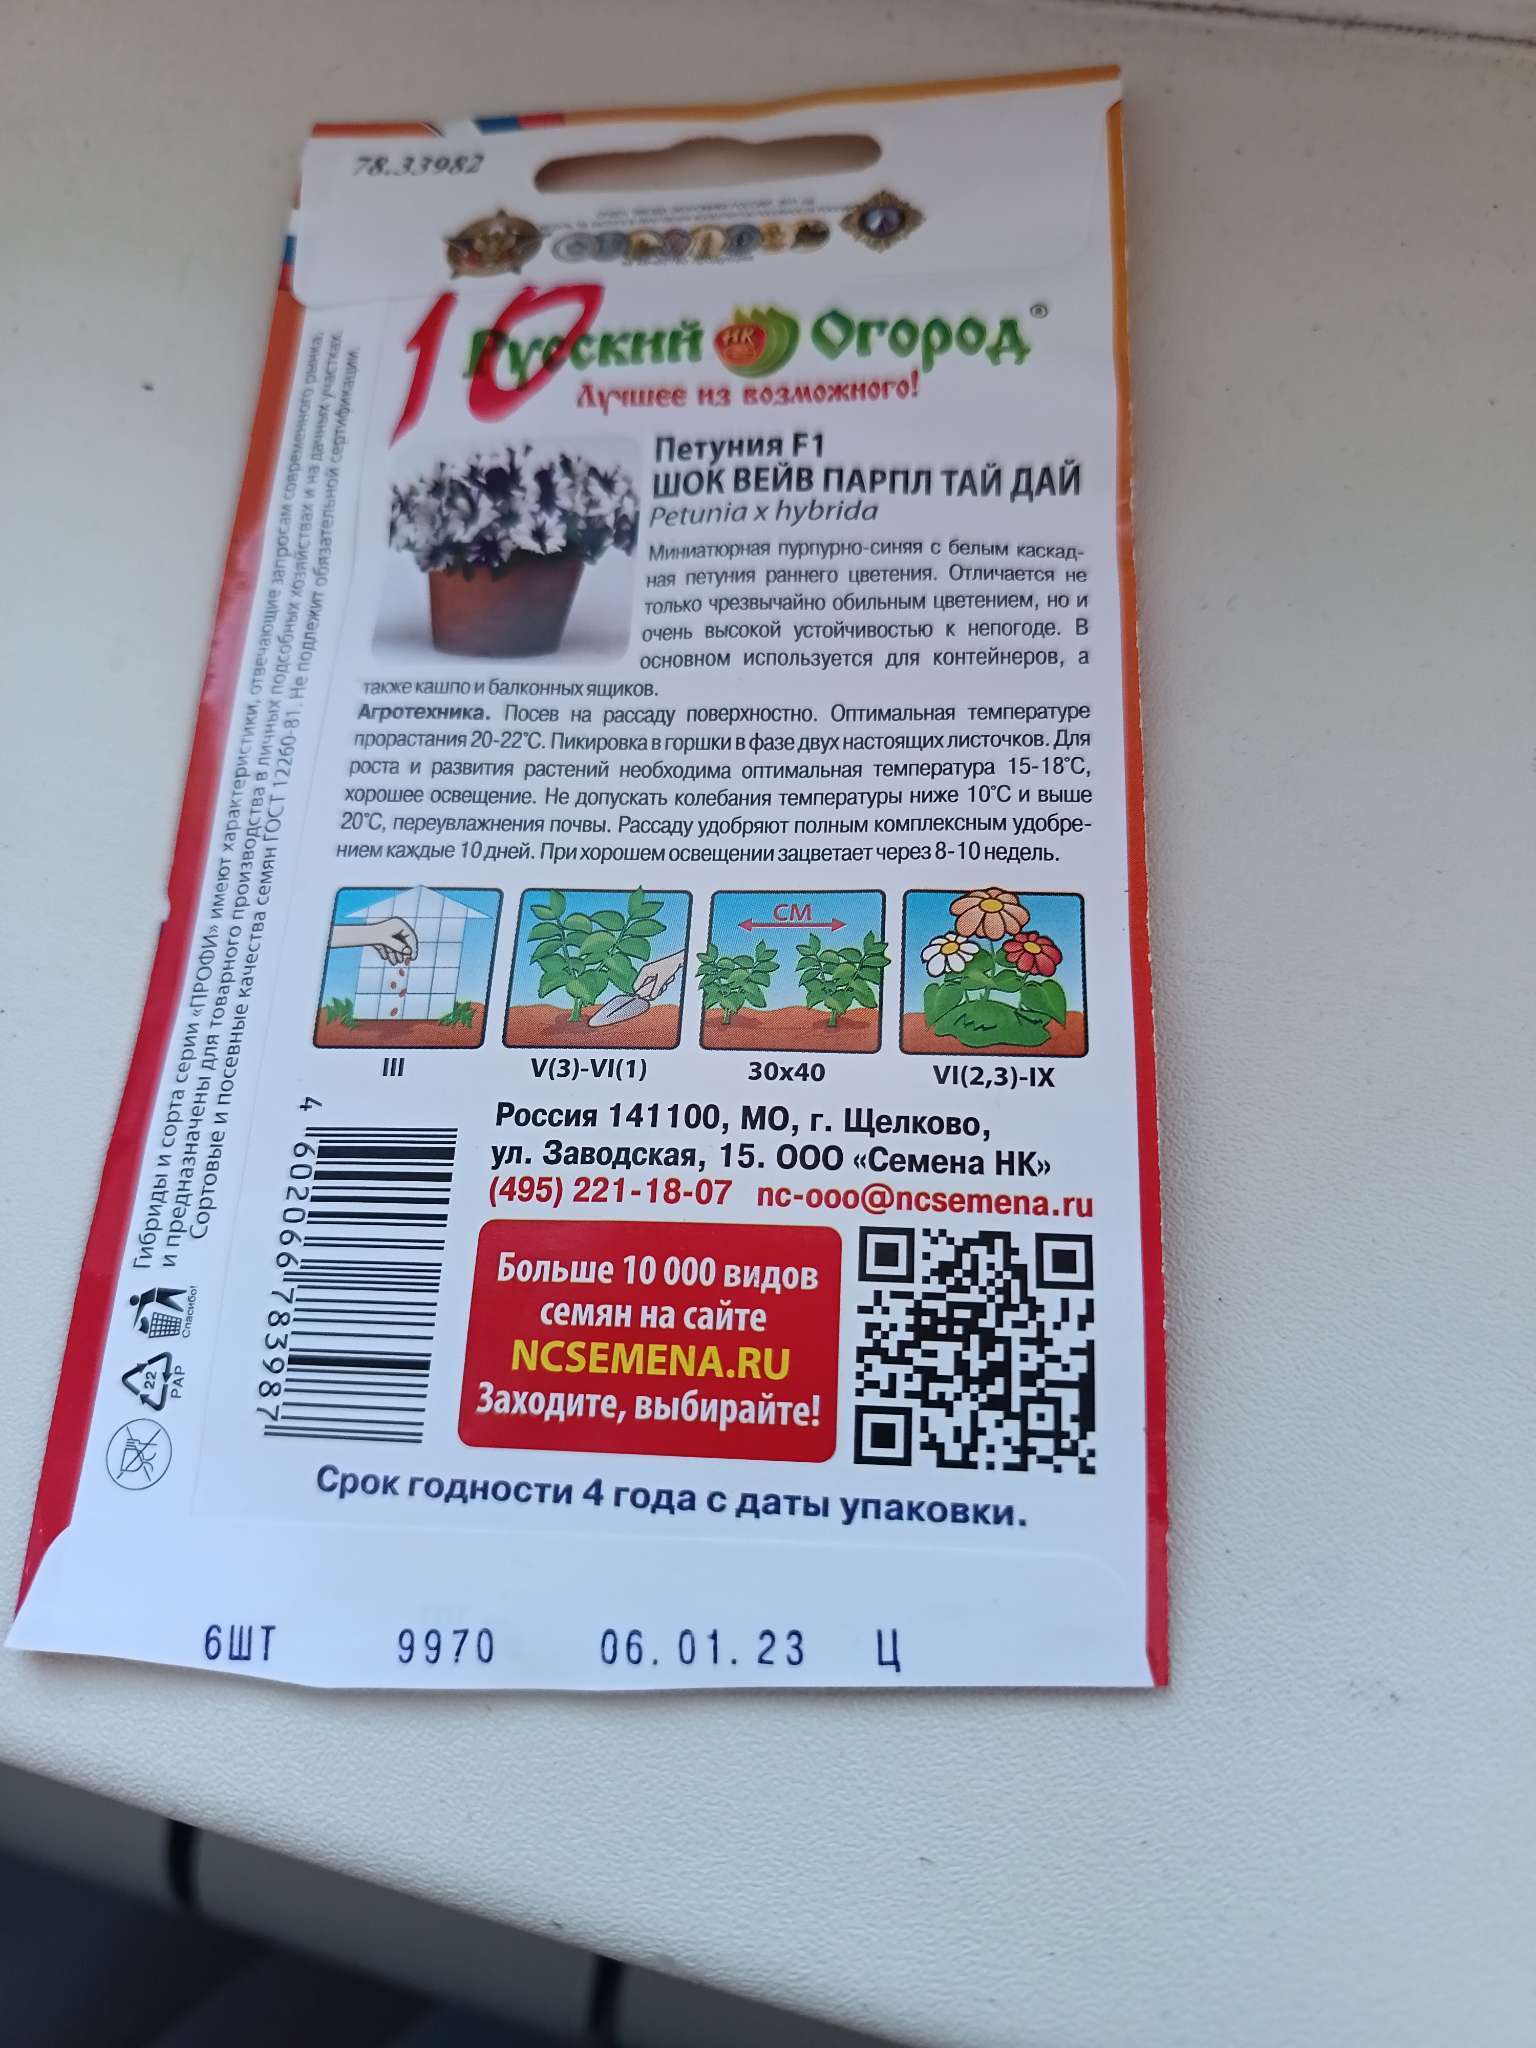 78.33982
10
Русский НК Огород®
Лучшее из возможного!
Петуния F1
ШОК ВЕЙВ ПАРПЛ ТАЙ ДАЙ
Petunia x hybrida
Миниатюрная пурпурно-синяя с белым каскад-
ная петуния раннего цветения. Отличается не
только чрезвычайно обильным цветением, но и
очень высокой устойчивостью к непогоде. В
основном используется для контейнеров, а
также кашпо и балконных ящиков.
Агротехника. Посев на рассаду поверхностно. Оптимальная температуре
прорастания 20-22°С. Пикировка в горшки в фазе двух настоящих листочков. Для
роста и развития растений необходима оптимальная температура 15-18°С,
хорошее освещение. Не допускать колебания температуры ниже 10°С и выше
20°С, переувлажнения почвы. Рассаду удобряют полным комплексным удобре-
нием каждые 10 дней. При хорошем освещении зацветает через 8-10 недель.
СМ
III
V(3)-VI(1)
30x40
VI(2,3)-IX
Россия 141100, МО, г. Щелково,
ул. Заводская, 15. ООО «Семена НК»
(495) 221-18-07 nc-ooo@ncsemena.ru
Больше 10 000 видов
семян на сайте
NCSEMENA.RU
Заходите, выбирайте!
4 602066 783987
Срок годности 4 года с даты упаковки.
6ШТ 9970 06.01.23 Ц
Гибриды и сорта серии «ПРОФИ» имеют характеристики, отвечающие запросам современного рынка,
и предназначены для товарного производства в личных подсобных хозяйствах и на дачных участках.
Сортовые и посевные качества семян ГОСТ 12260-81. Не подлежит обязательной сертификации.
Спасибо!
22
PAP